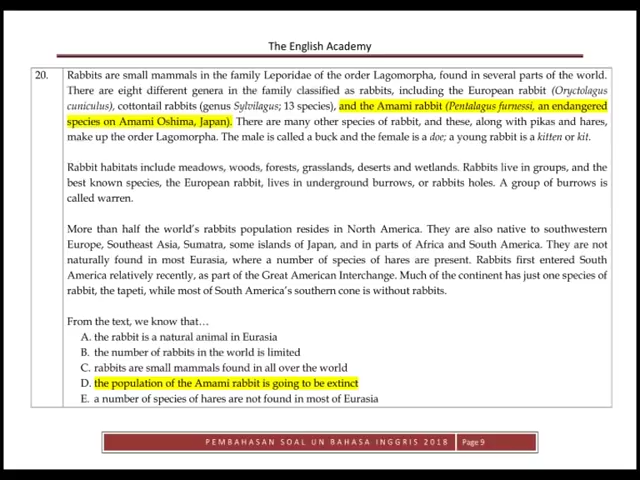 The English Academy
20. Rabbits are small mammals in the family Leporidae of the order Lagomorpha, found in several parts of the world.
There are eight different genera in the family classified as rabbits, including the European rabbit (Oryctolagus
cuniculus), cottontail rabbits (genus Sylvilagus; 13 species), and the Amami rabbit (Pentalagus furnessi, an endangered
species on Amami Oshima, Japan). There are many other species of rabbit, and these, along with pikas and hares,
make up the order Lagomorpha. The male is called a buck and the female is a doe; a young rabbit is a kitten or kit.
Rabbit habitats include meadows, woods, forests, grasslands, deserts and wetlands. Rabbits live in groups, and the
best known species, the European rabbit, lives in underground burrows, or rabbits holes. A group of burrows is
called warren.
More than half the world's rabbits population resides in North America. They are also native to southwestern
Europe, Southeast Asia, Sumatra, some islands of Japan, and in parts of Africa and South America. They are not
naturally found in most Eurasia, where a number of species of hares are present. Rabbits first entered South
America relatively recently, as part of the Great American Interchange. Much of the continent has just one species of
rabbit, the tapeti, while most of South America's southern cone is without rabbits.
From the text, we know that…
A. the rabbit is a natural animal in Eurasia
B. the number of rabbits in the world is limited
C. rabbits are small mammals found in all over the world
D. the population of the Amami rabbit is going to be extinct
E. a number of species of hares are not found in most of Eurasia
PEMBAHASAN SOAL UN BAHASA INGGRIS 2018 Page 9